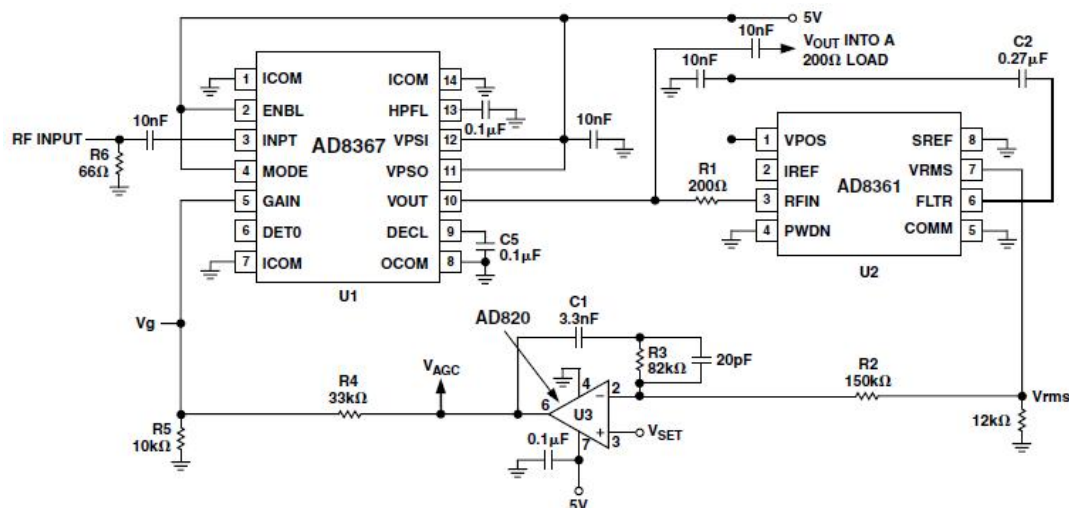 5V
10nF
V_OUT INTO A
200Ω LOAD
C2
0.27µF
10nF
1 ICOM
ICOM 14
2 ENBL
HPFL 13
0.1µF
10nF
RF INPUT
3 INPT
AD8367
VPSI 12
10nF
R6
66Ω
4 MODE
VPSO 11
5 GAIN
VOUT 10
6 DET0
DECL 9
C5
0.1µF
7 ICOM
OCOM 8
U1
R1
200Ω
1 VPOS
SREF 8
2 IREF
VRMS 7
AD8361
3 RFIN
FLTR 6
4 PWDN
COMM 5
U2
Vg
AD820
C1
3.3nF
R3
82kΩ
20pF
R4
33kΩ
V_AGC
4
6
U3
2
−
+
3
7
V_SET
R2
150kΩ
Vrms
12kΩ
R5
10kΩ
0.1µF
5V